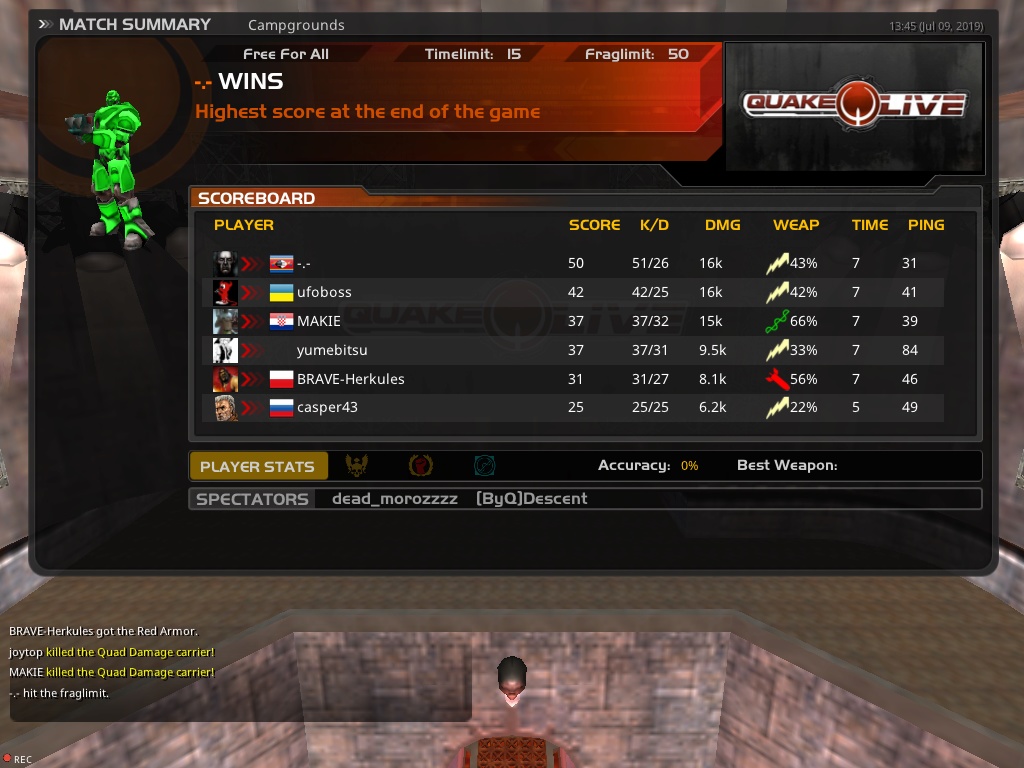 MATCH SUMMARY Campgrounds 13:45 (Jul 09, 2019)
Free For All Timelimit: 15 Fraglimit: 50
-.- WINS
Highest score at the end of the game
QUAKE LIVE
SCOREBOARD
PLAYER SCORE K/D DMG WEAP TIME PING
-.- 50 51/26 16k 43% 7 31
ufoboss 42 42/25 16k 42% 7 41
MAKIE 37 37/32 15k 66% 7 39
yumebitsu 37 37/31 9.5k 33% 7 84
BRAVE-Herkules 31 31/27 8.1k 56% 7 46
casper43 25 25/25 6.2k 22% 5 49
QUAKE LIVE
PLAYER STATS Accuracy: 0% Best Weapon:
SPECTATORS dead_morozzzz [ByQ]Descent
BRAVE-Herkules got the Red Armor.
joytop killed the Quad Damage carrier!
MAKIE killed the Quad Damage carrier!
-.- hit the fraglimit.
REC